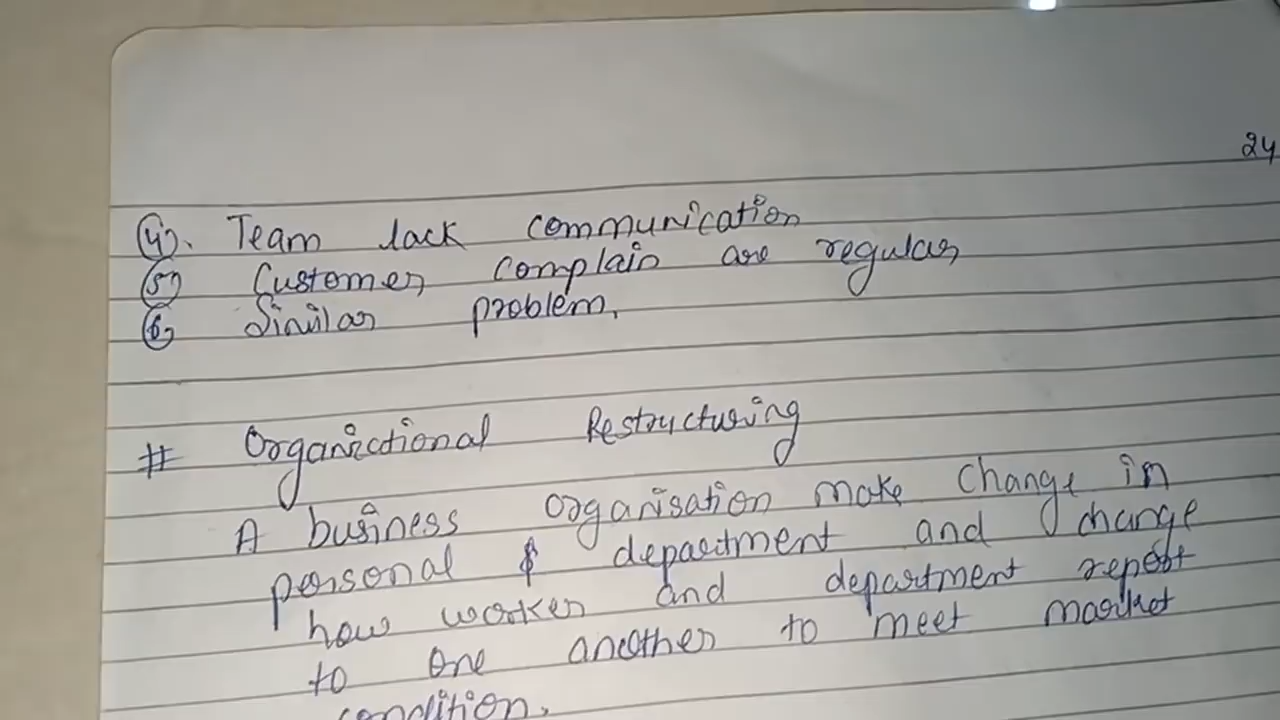 24
(4). Team lack communication
(5) Customer complain are regular
(6) Similar problem.
# Organictional Restructuring
A business organisation make change in
personal & department and change
how worker and department report
to one another to meet market
condition.